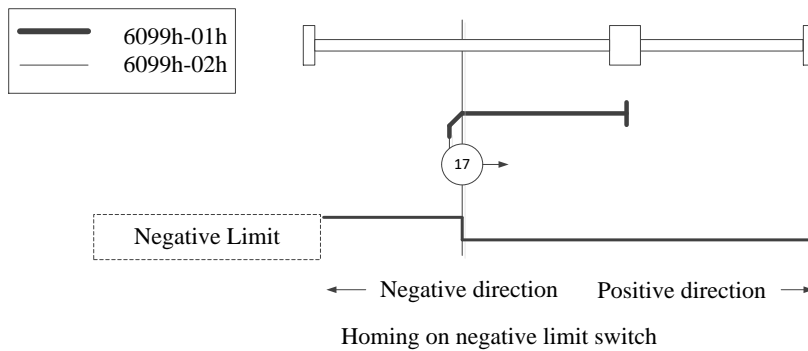 6099h-01h
6099h-02h
17
Negative Limit
Negative direction
Positive direction
Homing on negative limit switch